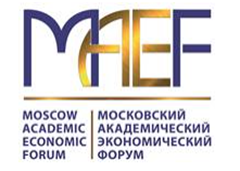 MAEF
MOSCOW
ACADEMIC
ECONOMIC
FORUM
МОСКОВСКИЙ
АКАДЕМИЧЕСКИЙ
ЭКОНОМИЧЕСКИЙ
ФОРУМ